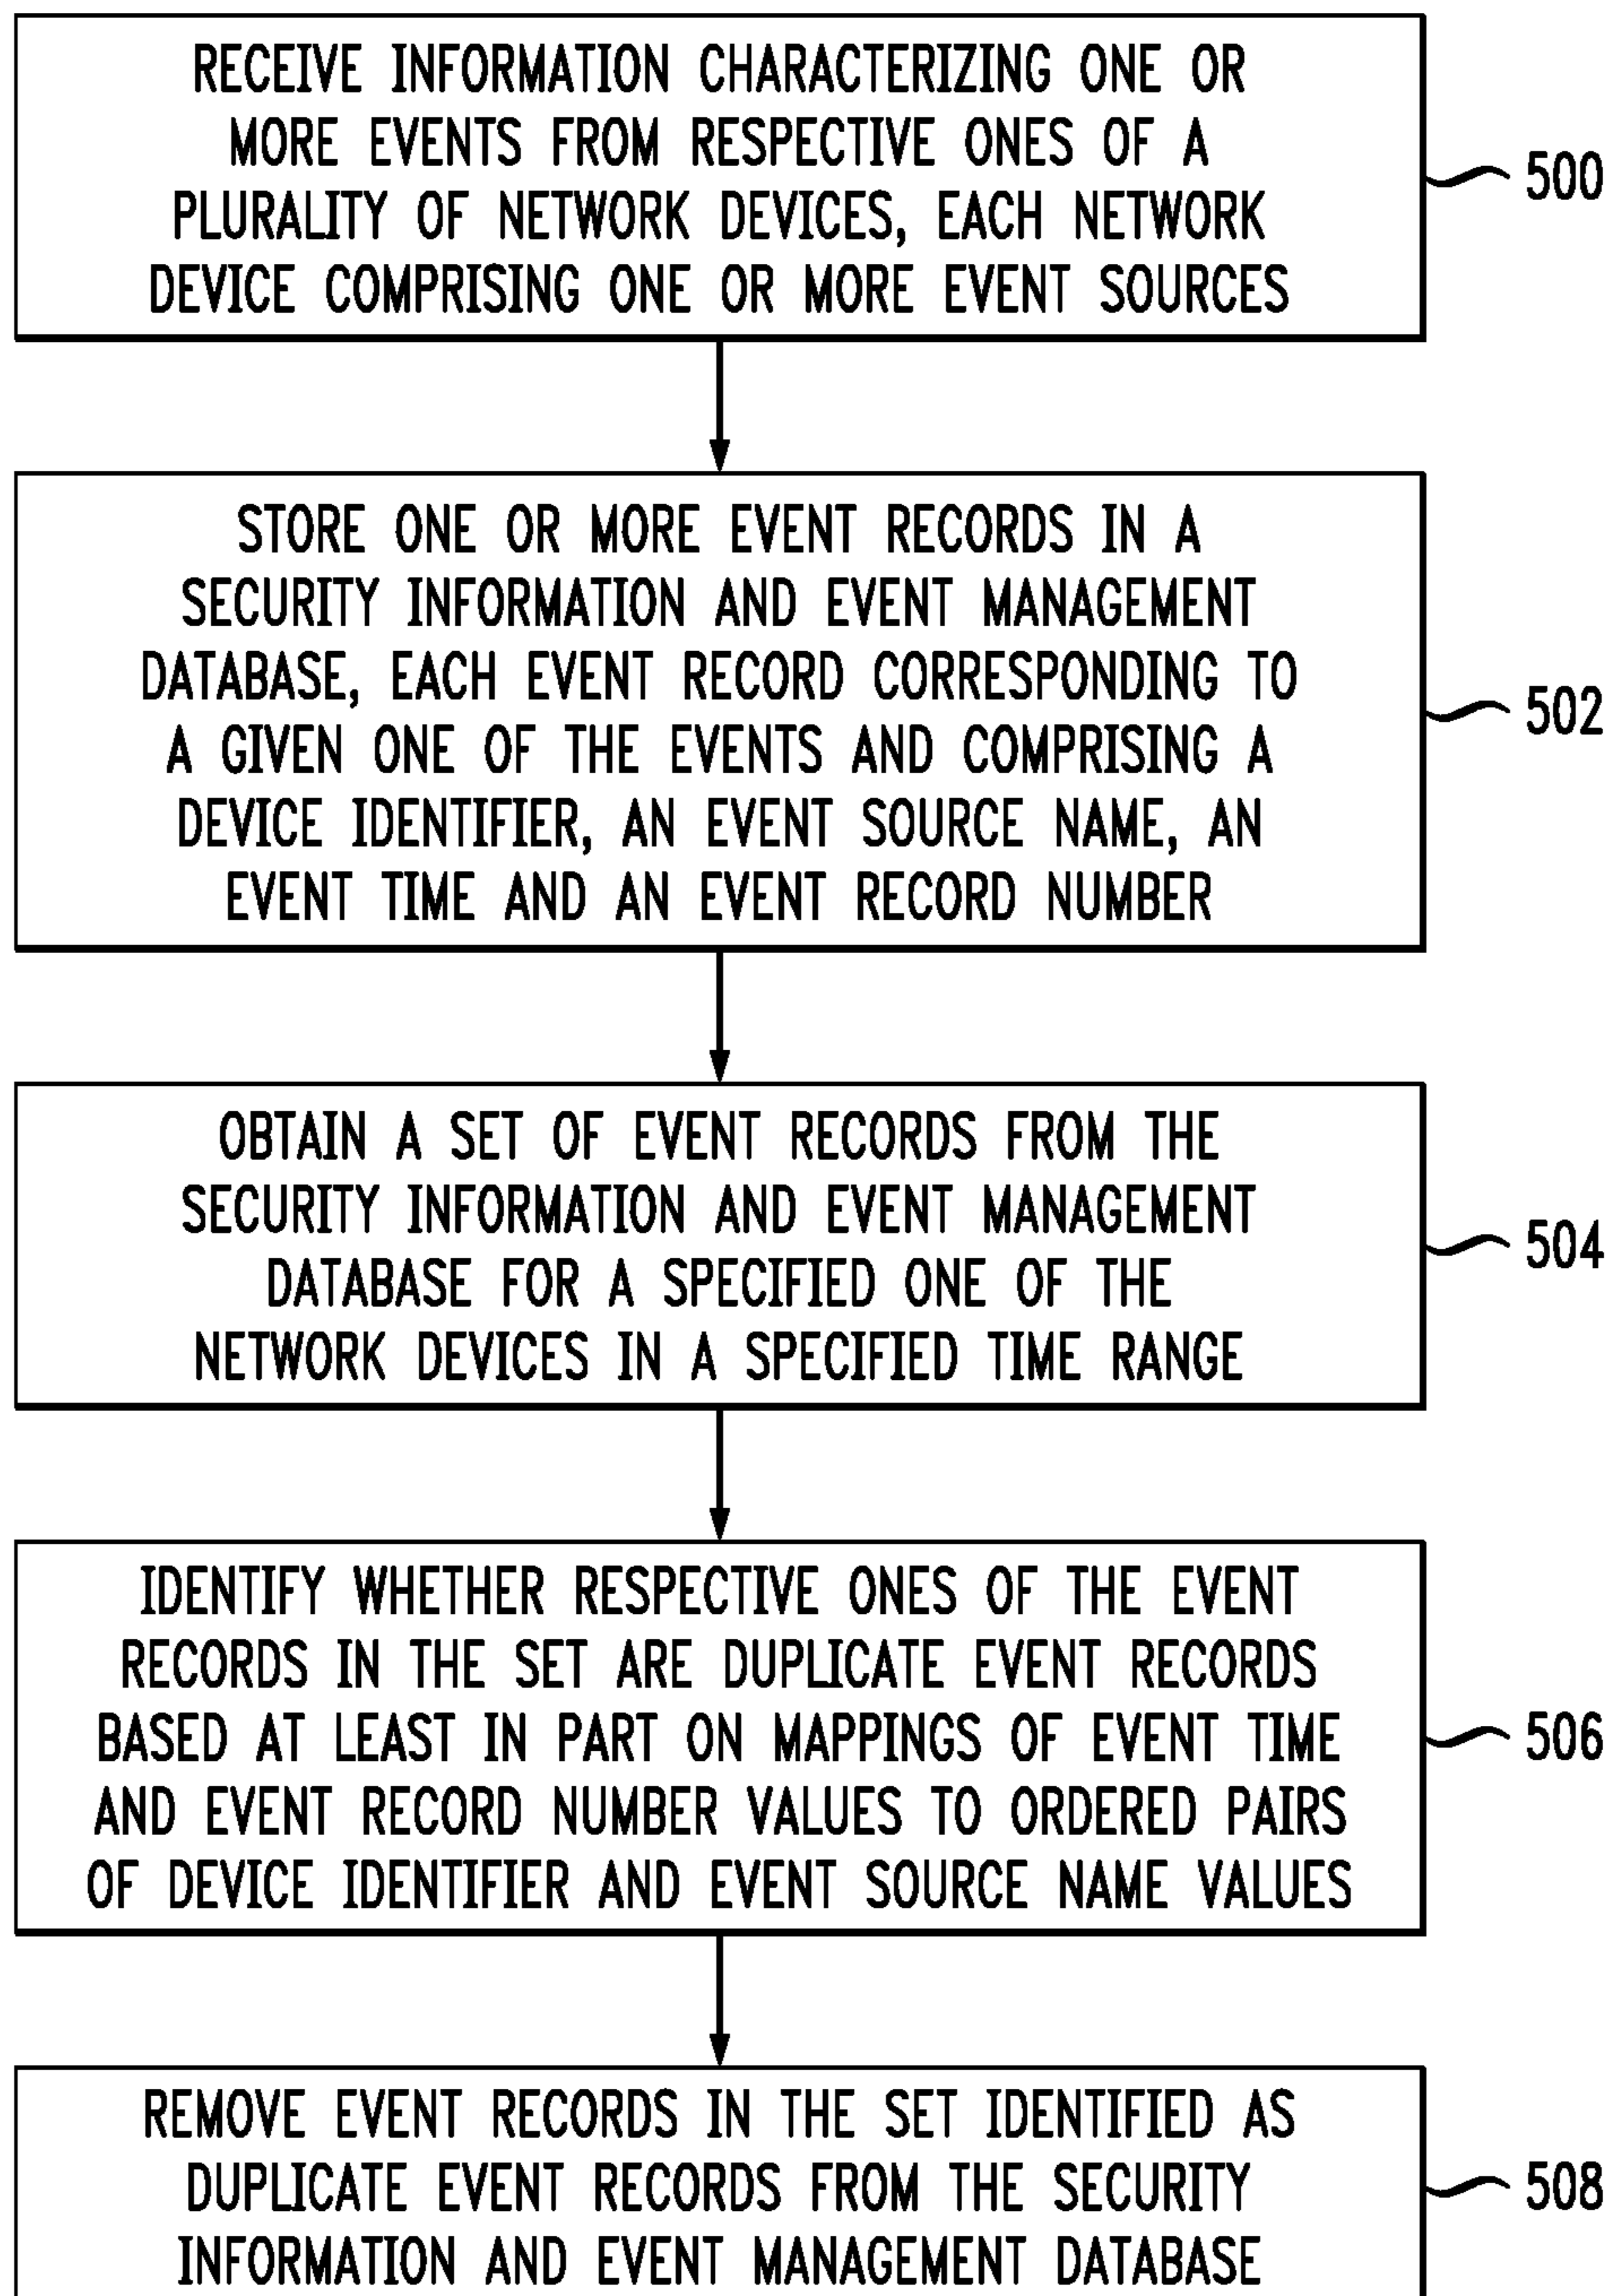 RECEIVE INFORMATION CHARACTERIZING ONE OR
MORE EVENTS FROM RESPECTIVE ONES OF A
PLURALITY OF NETWORK DEVICES, EACH NETWORK
DEVICE COMPRISING ONE OR MORE EVENT SOURCES
500
STORE ONE OR MORE EVENT RECORDS IN A
SECURITY INFORMATION AND EVENT MANAGEMENT
DATABASE, EACH EVENT RECORD CORRESPONDING TO
A GIVEN ONE OF THE EVENTS AND COMPRISING A
DEVICE IDENTIFIER, AN EVENT SOURCE NAME, AN
EVENT TIME AND AN EVENT RECORD NUMBER
502
OBTAIN A SET OF EVENT RECORDS FROM THE
SECURITY INFORMATION AND EVENT MANAGEMENT
DATABASE FOR A SPECIFIED ONE OF THE
NETWORK DEVICES IN A SPECIFIED TIME RANGE
504
IDENTIFY WHETHER RESPECTIVE ONES OF THE EVENT
RECORDS IN THE SET ARE DUPLICATE EVENT RECORDS
BASED AT LEAST IN PART ON MAPPINGS OF EVENT TIME
AND EVENT RECORD NUMBER VALUES TO ORDERED PAIRS
OF DEVICE IDENTIFIER AND EVENT SOURCE NAME VALUES
506
REMOVE EVENT RECORDS IN THE SET IDENTIFIED AS
DUPLICATE EVENT RECORDS FROM THE SECURITY
INFORMATION AND EVENT MANAGEMENT DATABASE
508